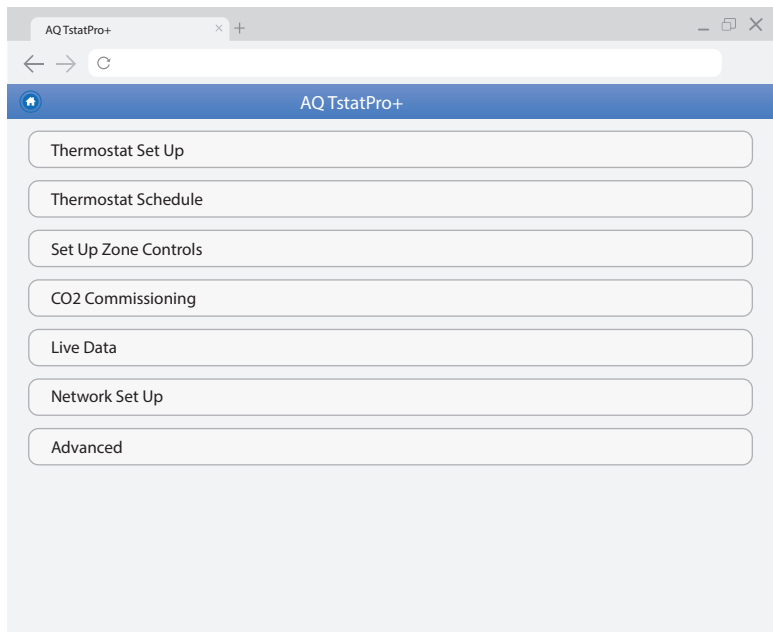 AQ TstatPro+
AQ TstatPro+
Thermostat Set Up
Thermostat Schedule
Set Up Zone Controls
CO2 Commissioning
Live Data
Network Set Up
Advanced